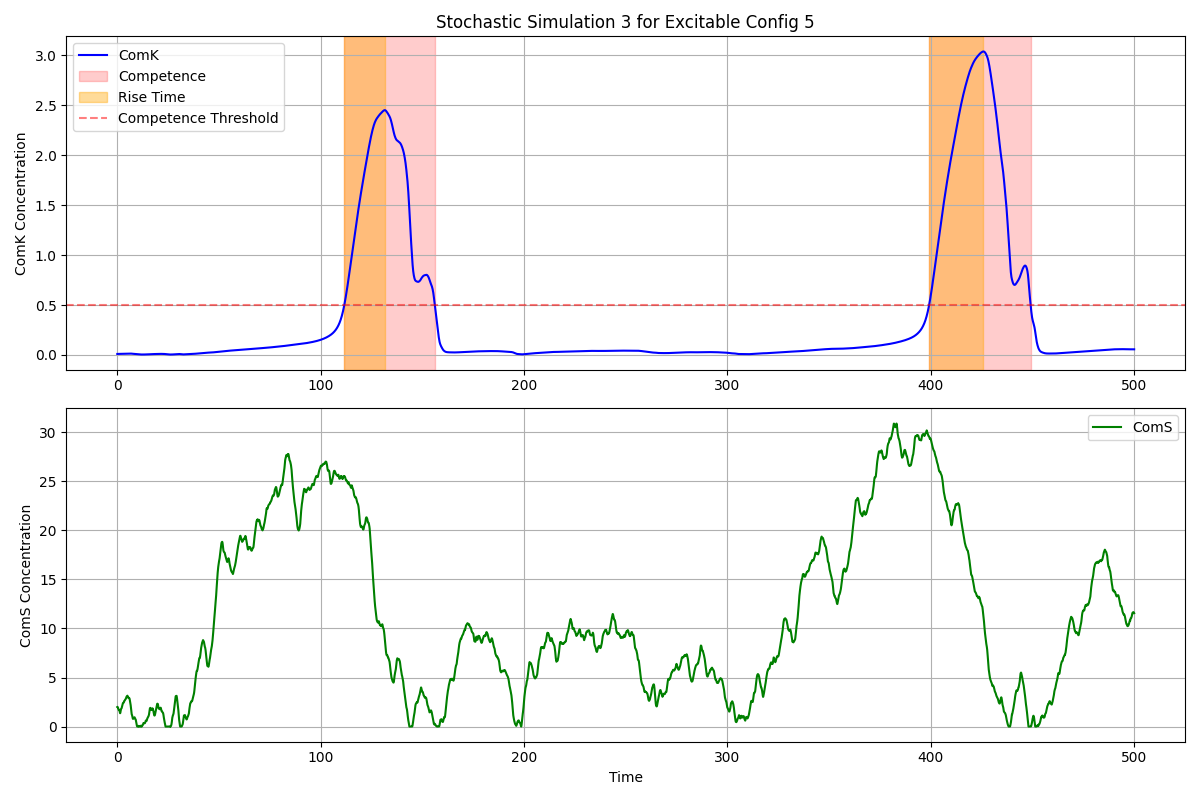 Stochastic Simulation 3 for Excitable Config 5
ComK Concentration
3.0
2.5
2.0
1.5
1.0
0.5
0.0
ComK
Competence
Rise Time
Competence Threshold
0 100 200 300 400 500
ComS Concentration
30
25
20
15
10
5
0
ComS
0 100 200 300 400 500
Time